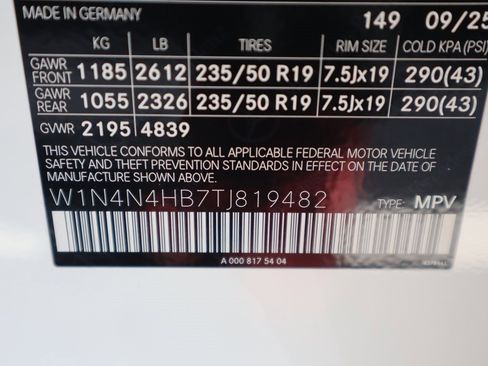 MADE IN GERMANY 149 09/25
KG LB TIRES RIM SIZE COLD KPA (PSI)
GAWR FRONT 1185 2612 235/50 R19 7.5Jx19 290(43)
GAWR REAR 1055 2326 235/50 R19 7.5Jx19 290(43)
GVWR 2195 4839
THIS VEHICLE CONFORMS TO ALL APPLICABLE FEDERAL MOTOR VEHICLE
SAFETY AND THEFT PREVENTION STANDARDS IN EFFECT ON THE DATE
OF MANUFACTURE SHOWN ABOVE.
W1N4N4HB7TJ819482 TYPE: MPV
A 000 817 54 04